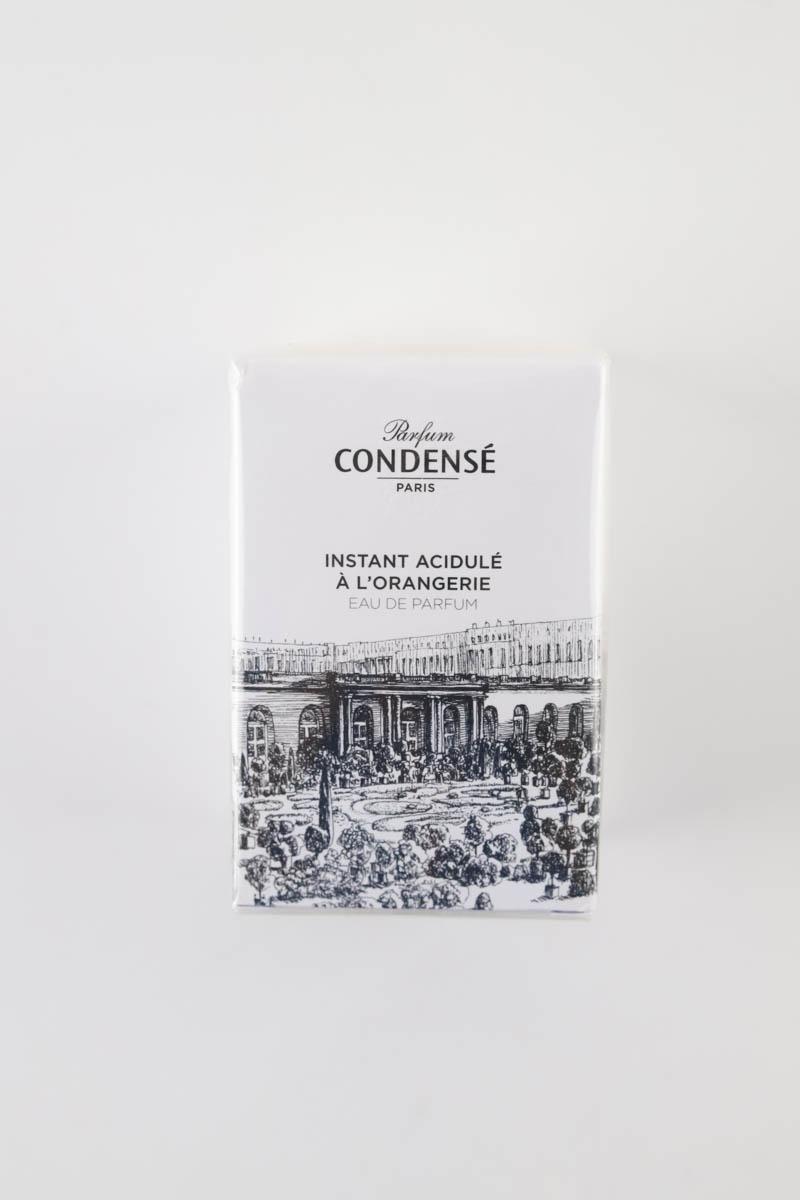 Parfum
CONDENSÉ
PARIS
INSTANT ACIDULÉ
À L'ORANGERIE
EAU DE PARFUM